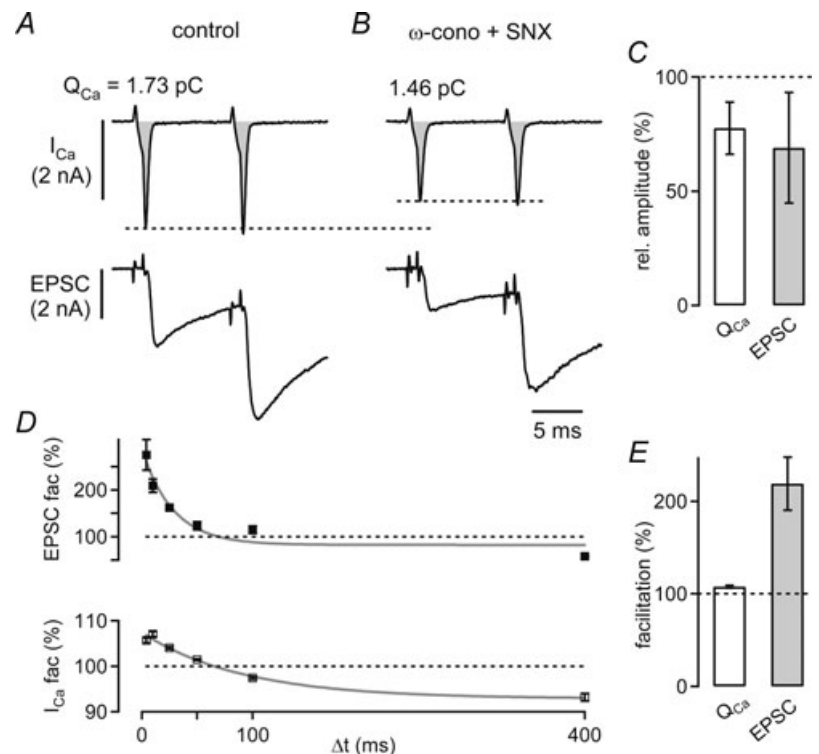 A
control
B
ω-cono + SNX
C
Q_Ca = 1.73 pC
1.46 pC
I_Ca
(2 nA)
EPSC
(2 nA)
5 ms
rel. amplitude (%)
100
50
0
Q_Ca
EPSC
D
EPSC fac (%)
200
100
I_Ca fac (%)
110
100
90
0
100
400
Δt (ms)
E
facilitation (%)
200
100
0
Q_Ca
EPSC